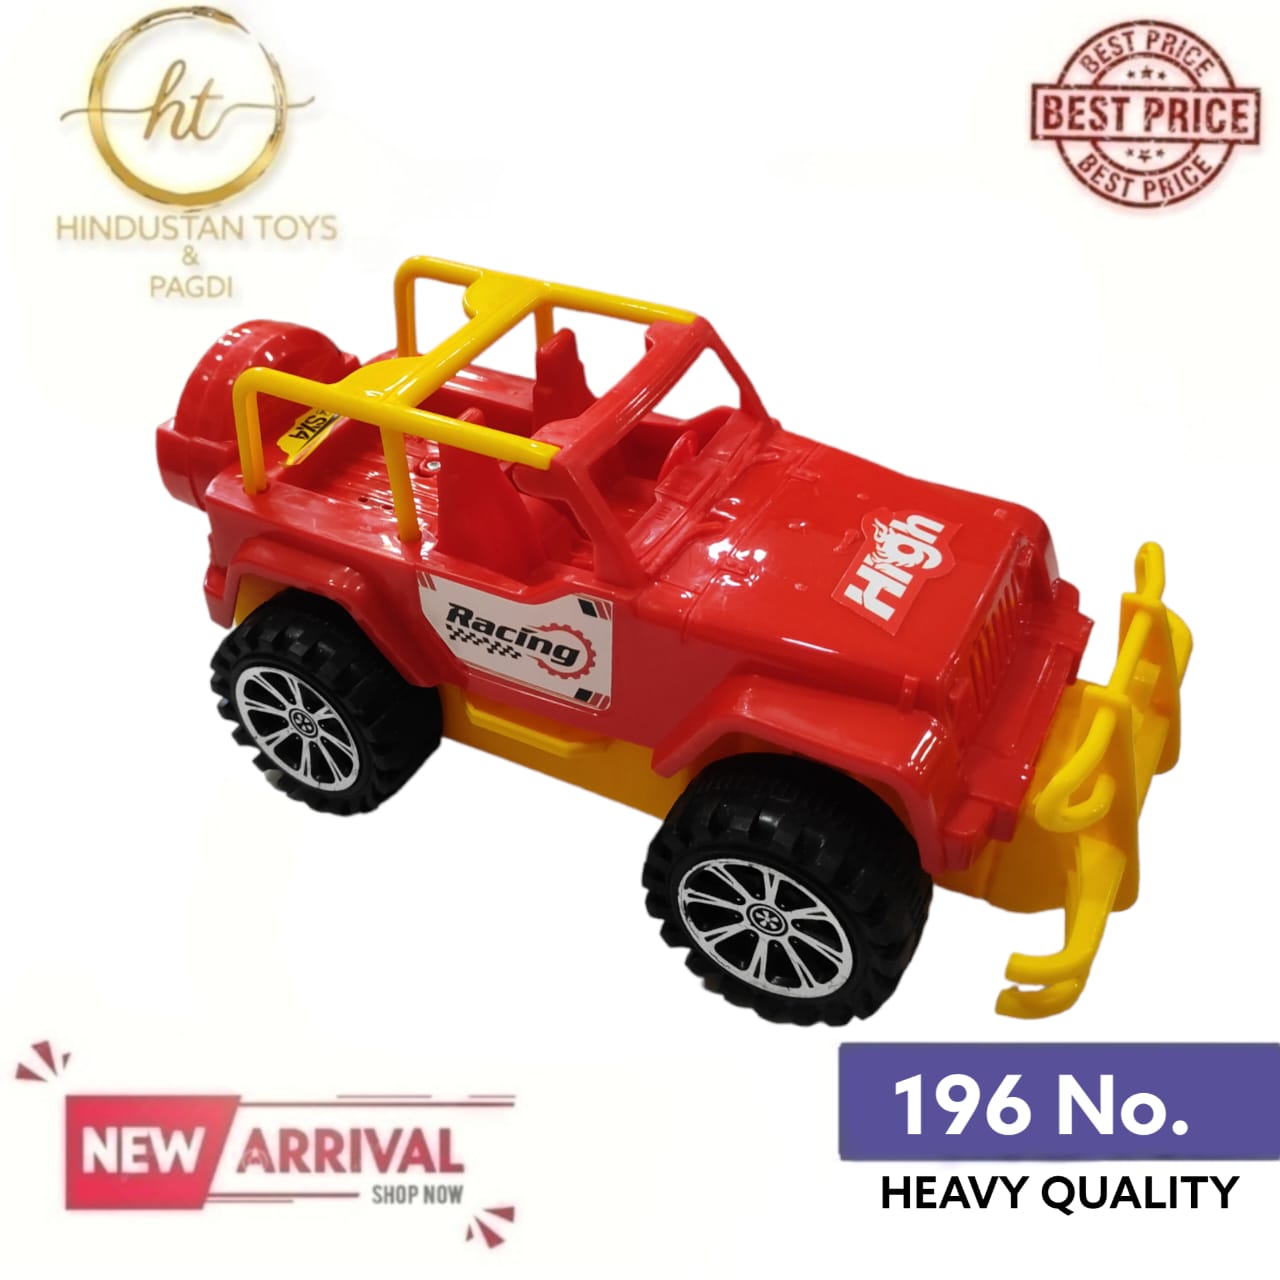 ht
HINDUSTAN TOYS
&
PAGDI
BEST PRICE
BEST PRICE
BEST PRICE
High
Racing
NEW ARRIVAL
SHOP NOW
196 No.
HEAVY QUALITY